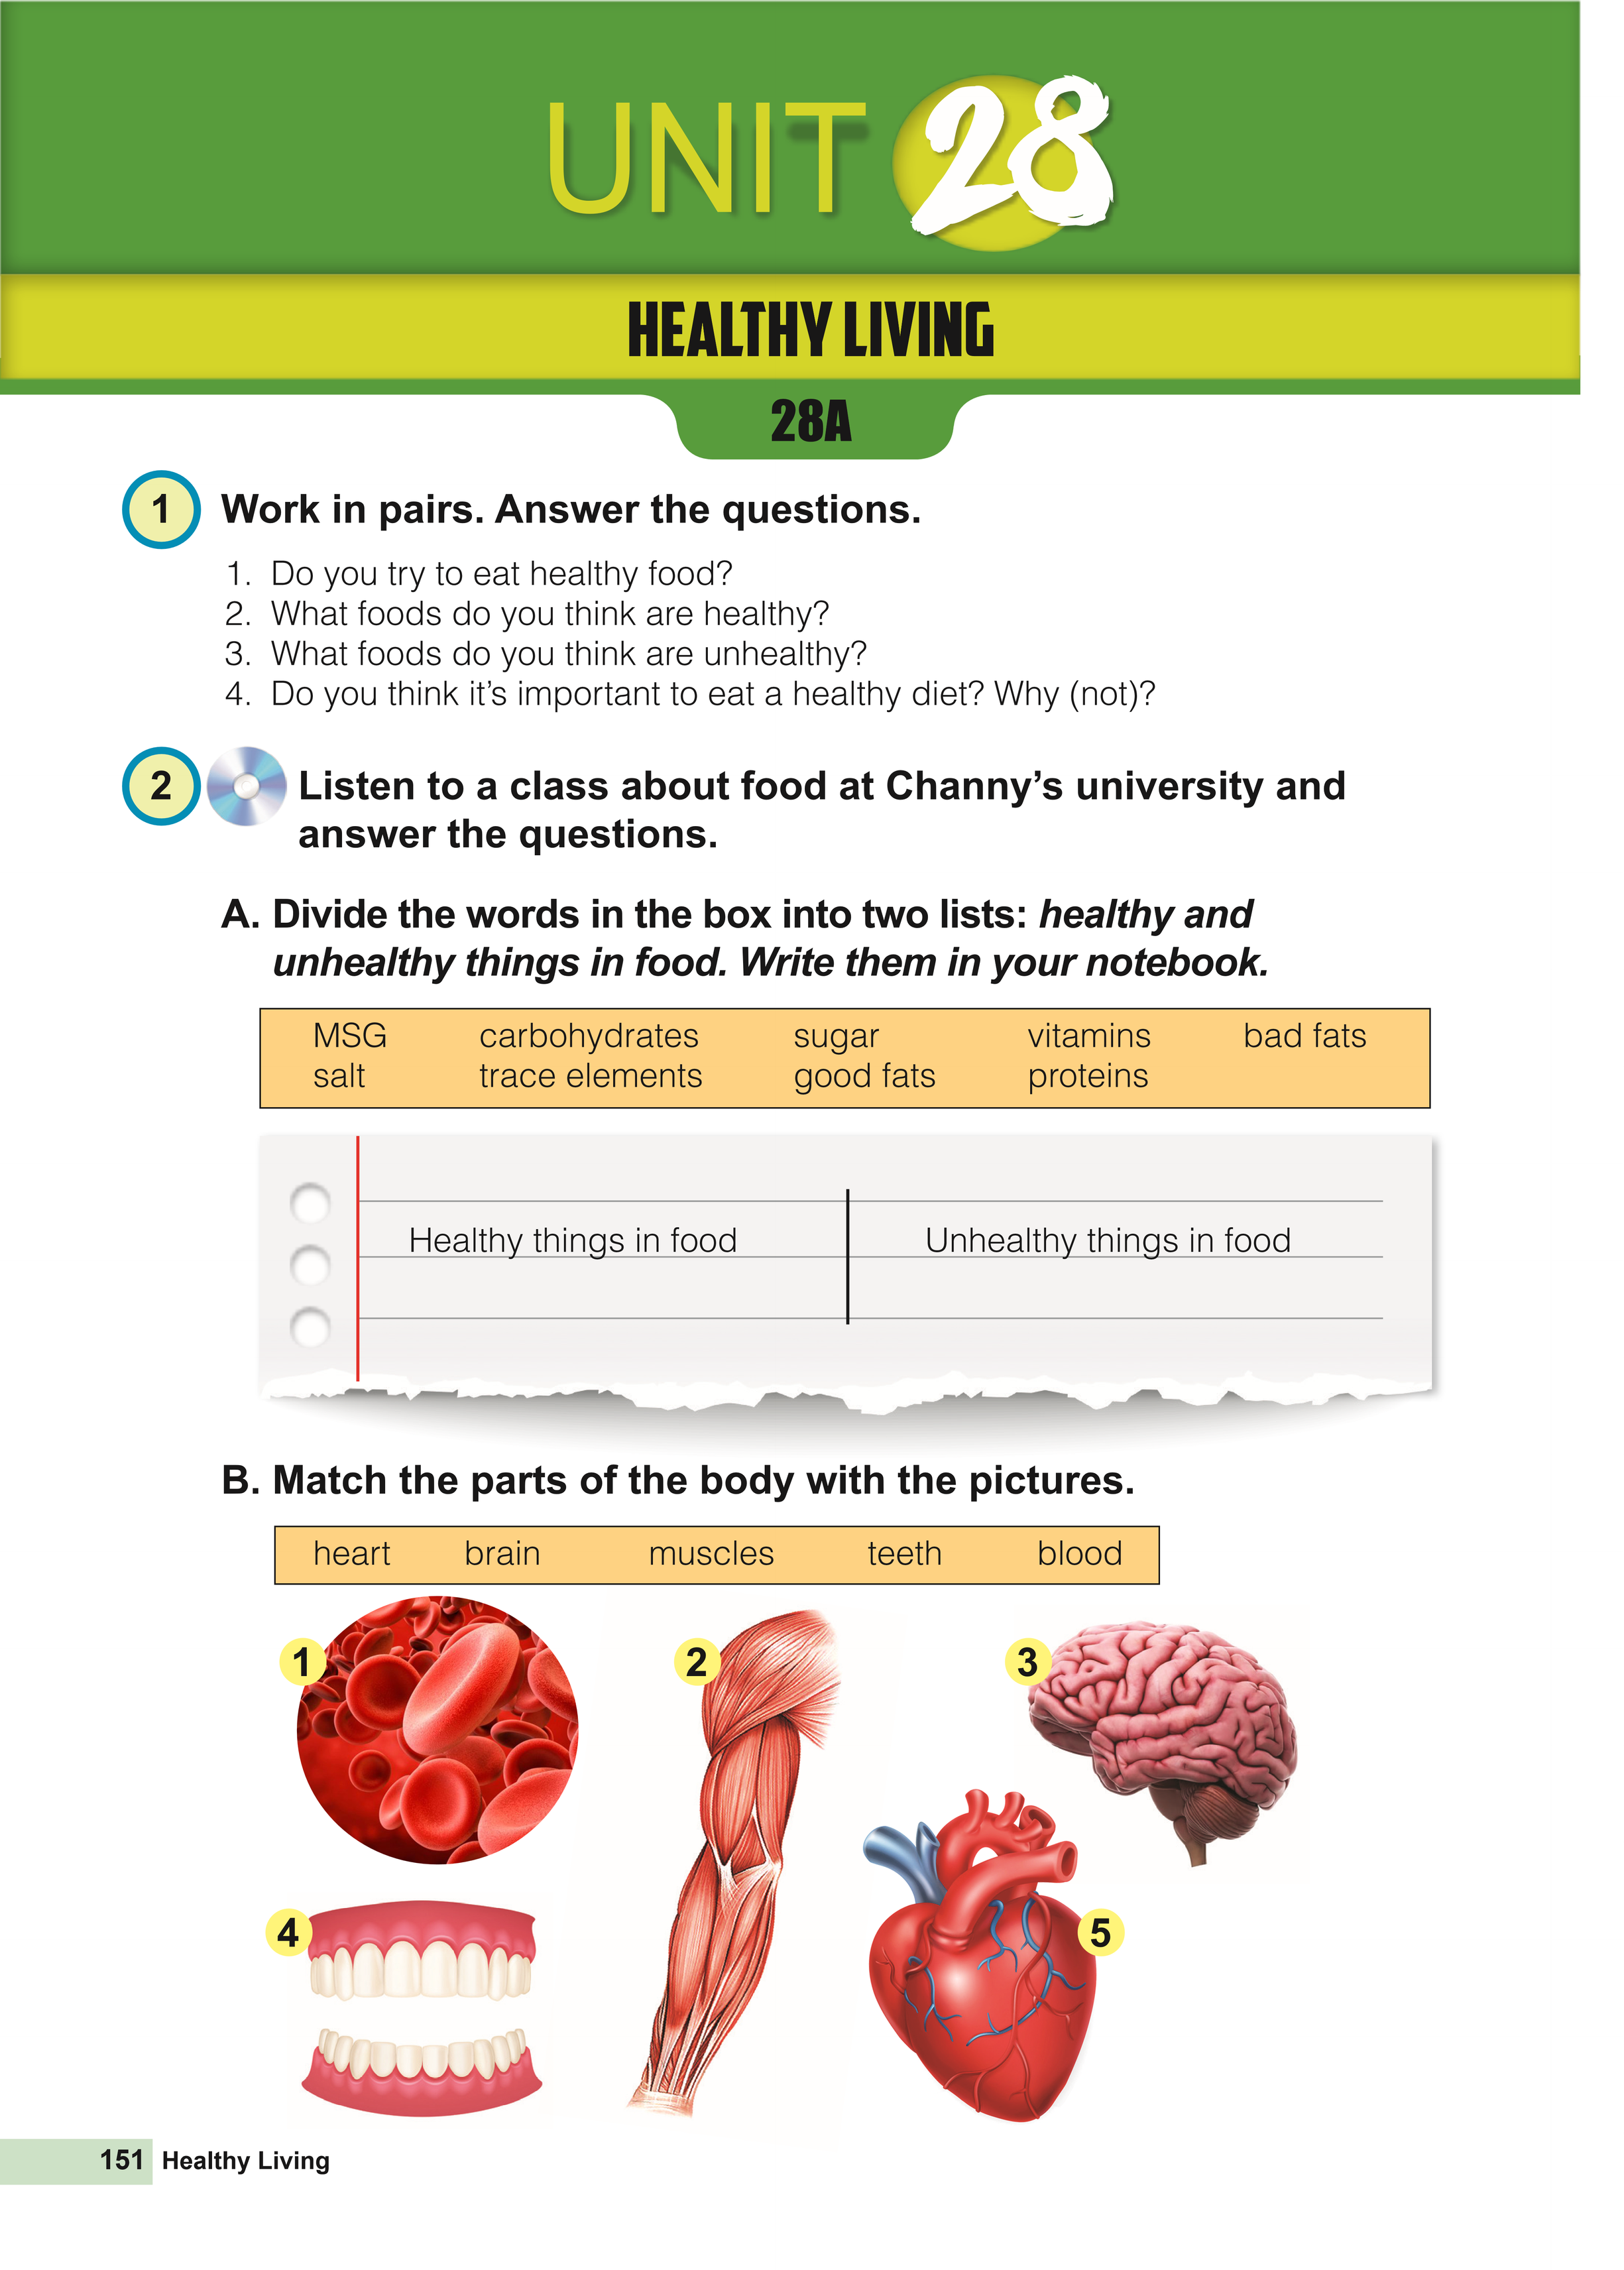 UNIT 28
HEALTHY LIVING
28A
1 Work in pairs. Answer the questions.
1. Do you try to eat healthy food?
2. What foods do you think are healthy?
3. What foods do you think are unhealthy?
4. Do you think it’s important to eat a healthy diet? Why (not)?
2 Listen to a class about food at Channy’s university and
answer the questions.
A. Divide the words in the box into two lists: healthy and
unhealthy things in food. Write them in your notebook.
MSG carbohydrates sugar vitamins bad fats
salt trace elements good fats proteins
Healthy things in food Unhealthy things in food
B. Match the parts of the body with the pictures.
heart brain muscles teeth blood
1 2 3
4 5
151 Healthy Living